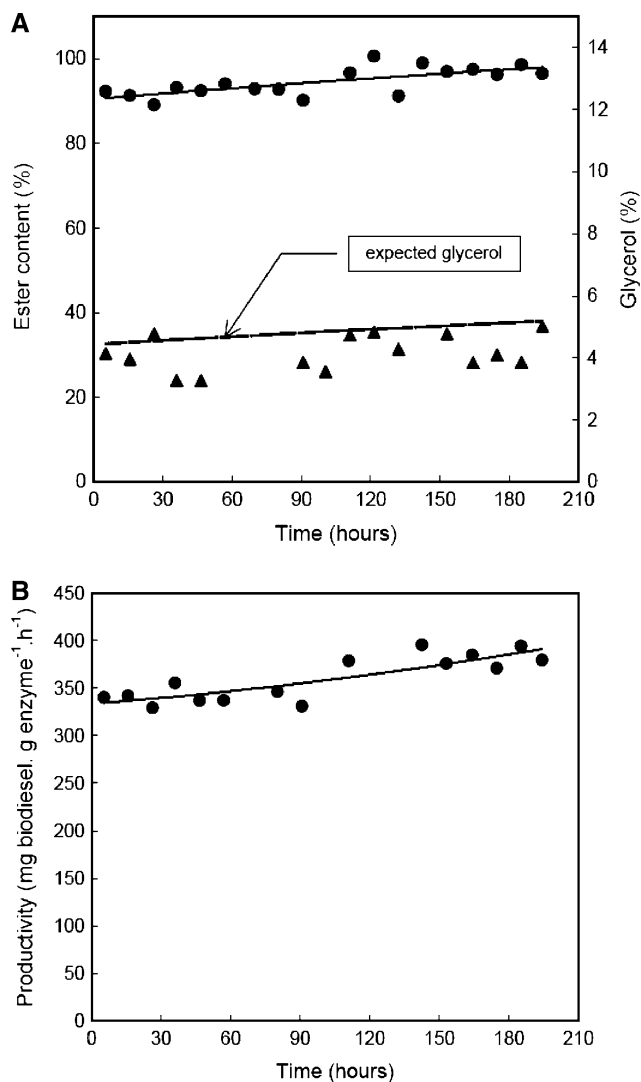 A
Ester content (%)
100
80
60
40
20
0
expected glycerol
14
12
10
8
6
4
2
0
Glycerol (%)
0 30 60 90 120 150 180 210
Time (hours)
B
Productivity (mg biodiesel. g enzyme⁻¹.h⁻¹)
450
400
350
300
250
200
150
100
50
0
0 30 60 90 120 150 180 210
Time (hours)